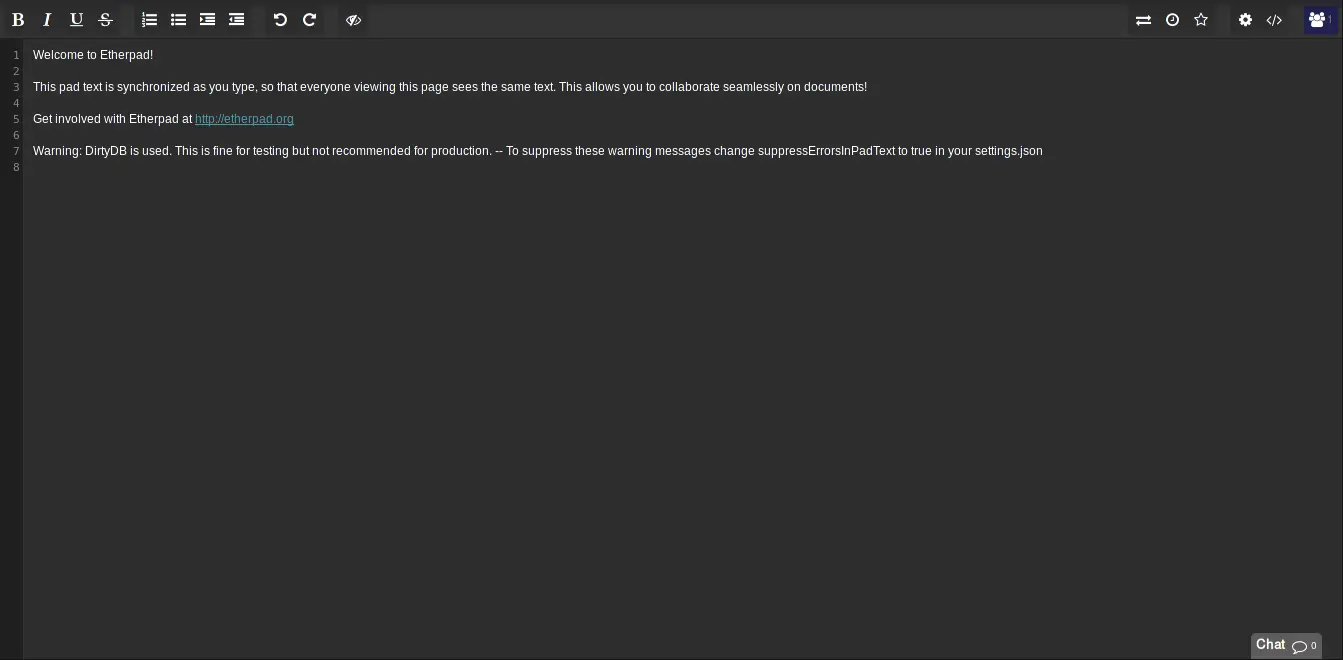 B I U S
1
1 Welcome to Etherpad!
2
3 This pad text is synchronized as you type, so that everyone viewing this page sees the same text. This allows you to collaborate seamlessly on documents!
4
5 Get involved with Etherpad at http://etherpad.org
6
7 Warning: DirtyDB is used. This is fine for testing but not recommended for production. -- To suppress these warning messages change suppressErrorsInPadText to true in your settings.json
8
Chat 0